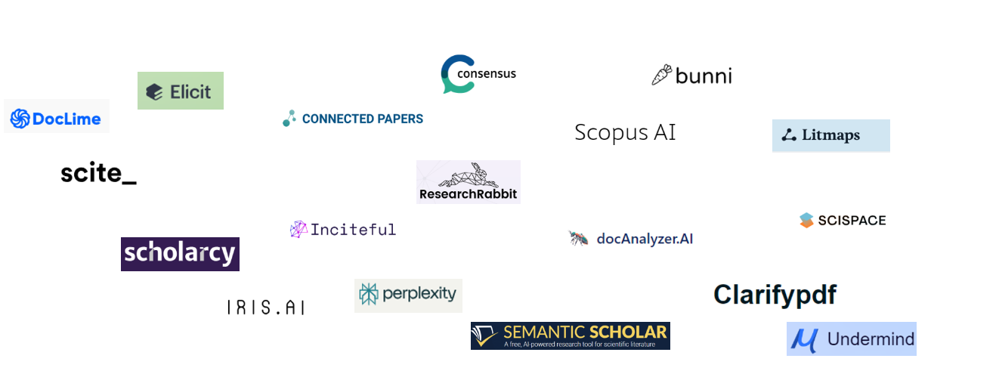 consensus
bunni
Elicit
DocLime
CONNECTED PAPERS
Scopus AI
Litmaps
scite_
ResearchRabbit
Inciteful
docAnalyzer.AI
SCISPACE
scholarcy
perplexity
Clarifypdf
IRIS.AI
SEMANTIC SCHOLAR
A free, AI-powered research tool for scientific literature
Undermind